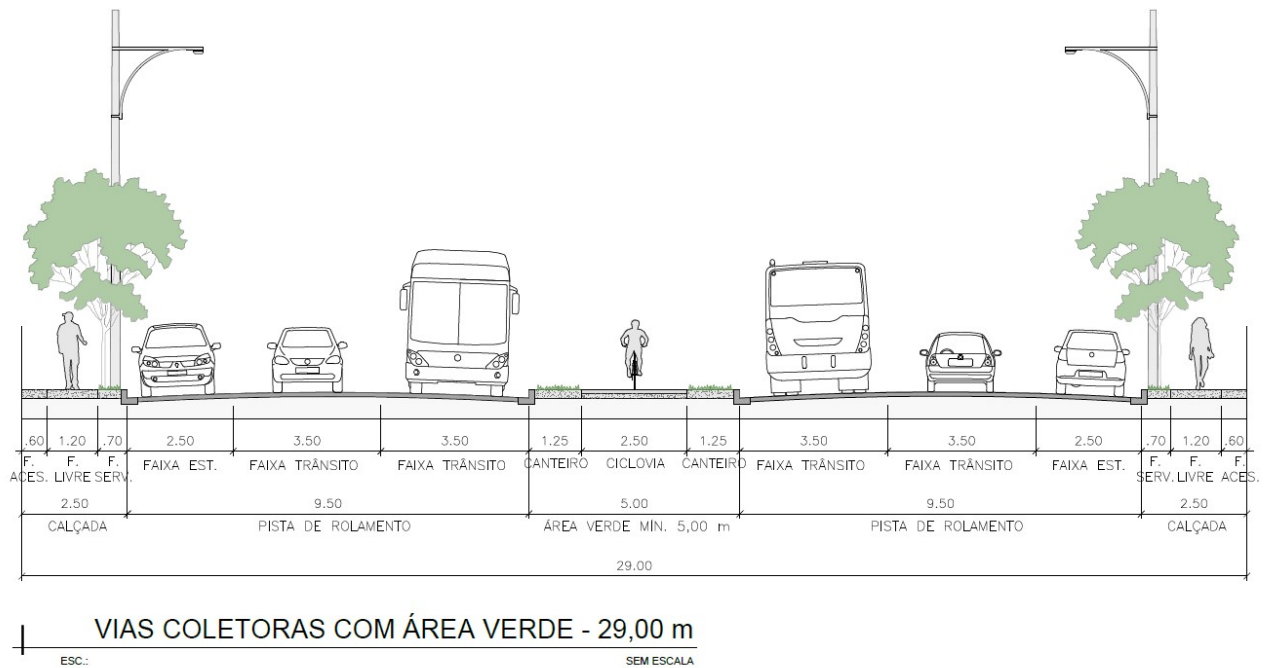 .60 1.20 .70 2.50 3.50 3.50 1.25 2.50 1.25 3.50 3.50 2.50 .70 1.20 .60
F. F. F. FAIXA EST. FAIXA TRÂNSITO FAIXA TRÂNSITO CANTEIRO CICLOVIA CANTEIRO FAIXA TRÂNSITO FAIXA TRÂNSITO FAIXA EST. F. F. F.
ACES. LIVRE SERV. SERV. LIVRE ACES.
2.50 9.50 5.00 9.50 2.50
CALÇADA PISTA DE ROLAMENTO ÁREA VERDE MÍN. 5,00 m PISTA DE ROLAMENTO CALÇADA
29.00
VIAS COLETORAS COM ÁREA VERDE - 29,00 m
ESC.: SEM ESCALA